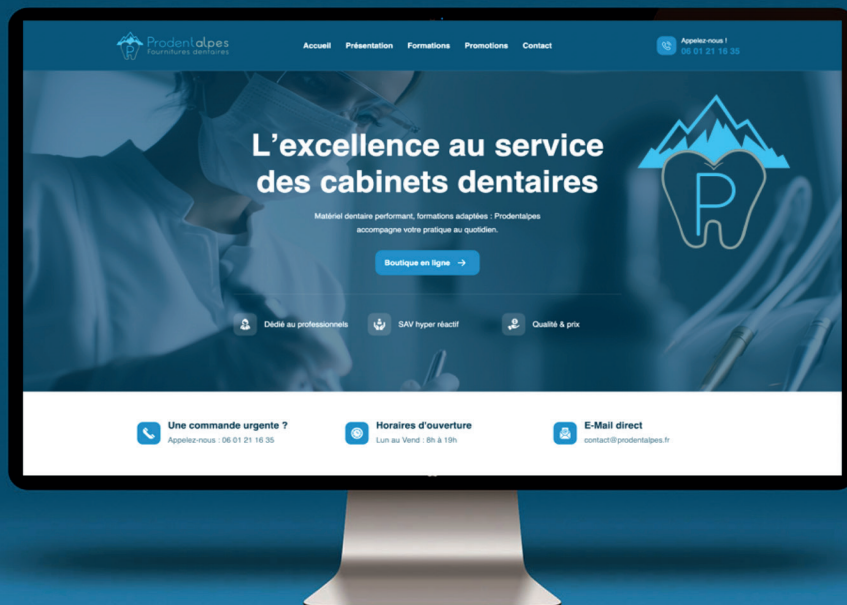 Prodentalpes
Fournitures dentaires
Accueil Présentation Formations Promotions Contact
Appelez-nous !
06 01 21 16 35
L'excellence au service
des cabinets dentaires
Matériel dentaire performant, formations adaptées : Prodentalpes
accompagne votre pratique au quotidien.
Boutique en ligne →
P
Dédié au professionnels
SAV hyper réactif
Qualité & prix
Une commande urgente ?
Appelez-nous : 06 01 21 16 35
Horaires d'ouverture
Lun au Vend : 8h à 19h
E-Mail direct
contact@prodentalpes.fr